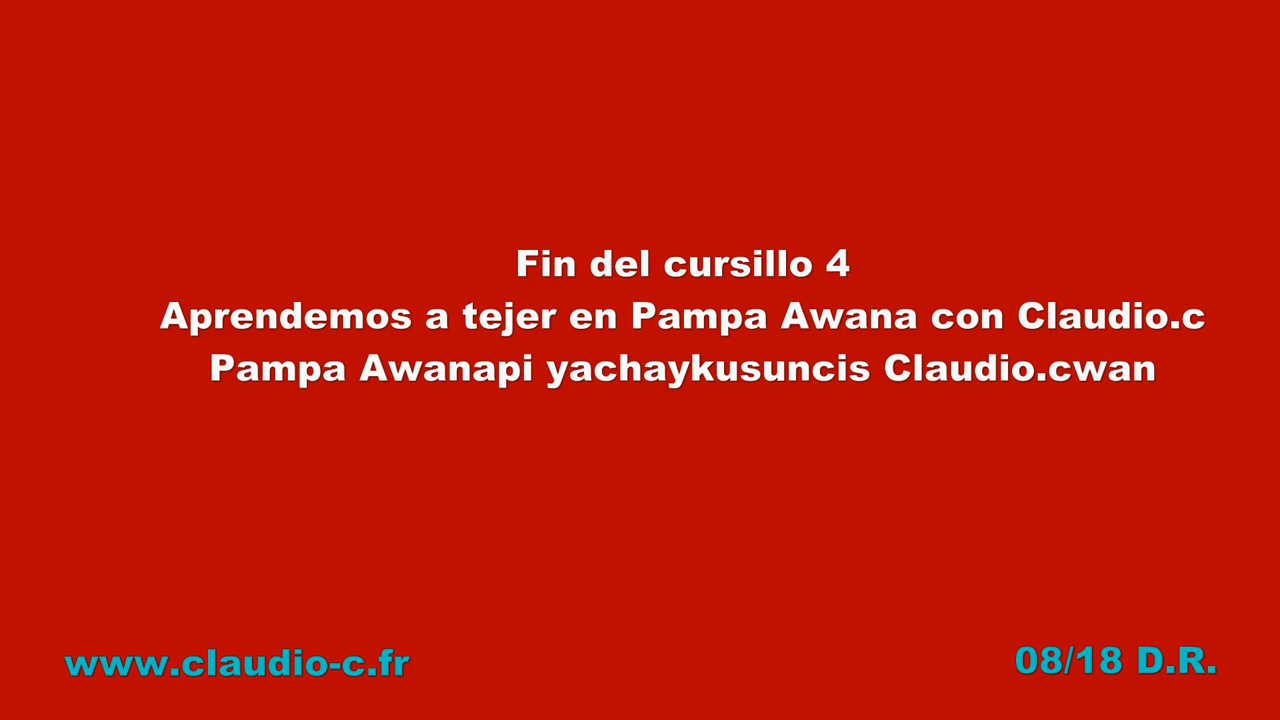 Fin del cursillo 4
Aprendemos a tejer en Pampa Awana con Claudio.c
Pampa Awanapi yachaykusuncis Claudio.cwan
www.claudio-c.fr
08/18 D.R.